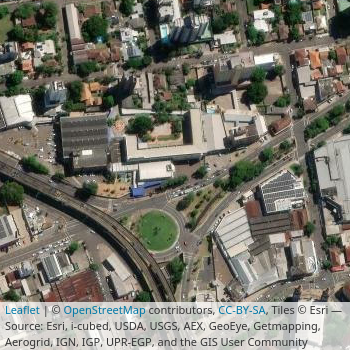 Leaflet | © OpenStreetMap contributors, CC-BY-SA, Tiles © Esri —
Source: Esri, i-cubed, USDA, USGS, AEX, GeoEye, Getmapping,
Aerogrid, IGN, IGP, UPR-EGP, and the GIS User Community